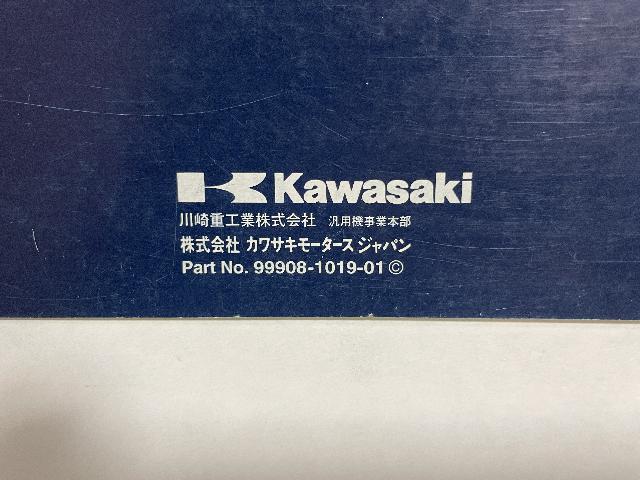 Kawasaki
川崎重工業株式会社 汎用機事業本部
株式会社 カワサキモータース ジャパン
Part No. 99908-1019-01 ©